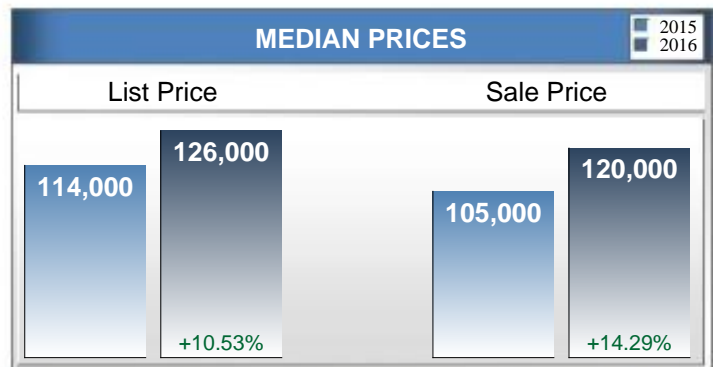 MEDIAN PRICES
2015
2016
List Price
Sale Price
114,000
126,000
+10.53%
105,000
120,000
+14.29%